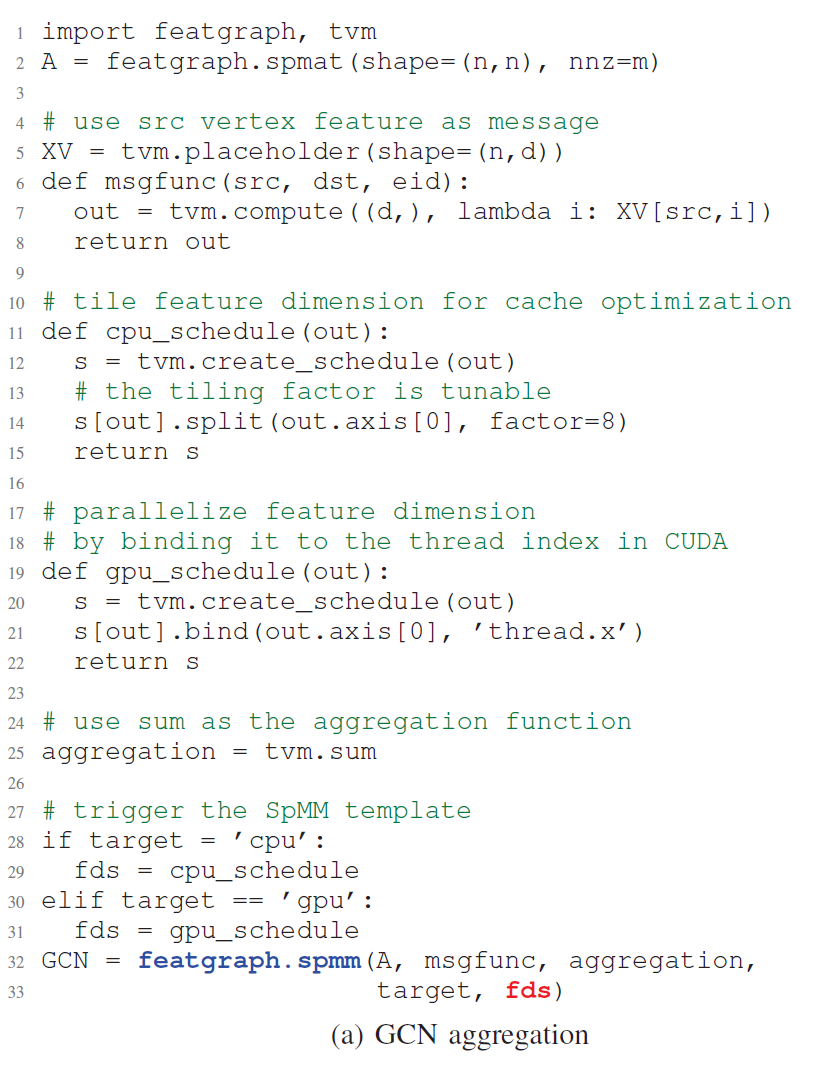 1 import featgraph, tvm
2 A = featgraph.spmat(shape=(n,n), nnz=m)
3
4 # use src vertex feature as message
5 XV = tvm.placeholder(shape=(n,d))
6 def msgfunc(src, dst, eid):
7   out = tvm.compute((d,), lambda i: XV[src,i])
8   return out
9
10 # tile feature dimension for cache optimization
11 def cpu_schedule(out):
12   s = tvm.create_schedule(out)
13   # the tiling factor is tunable
14   s[out].split(out.axis[0], factor=8)
15   return s
16
17 # parallelize feature dimension
18 # by binding it to the thread index in CUDA
19 def gpu_schedule(out):
20   s = tvm.create_schedule(out)
21   s[out].bind(out.axis[0], ’thread.x’)
22   return s
23
24 # use sum as the aggregation function
25 aggregation = tvm.sum
26
27 # trigger the SpMM template
28 if target = ’cpu’:
29   fds = cpu_schedule
30 elif target == ’gpu’:
31   fds = gpu_schedule
32 GCN = featgraph.spmm(A, msgfunc, aggregation,
33                      target, fds)
(a) GCN aggregation